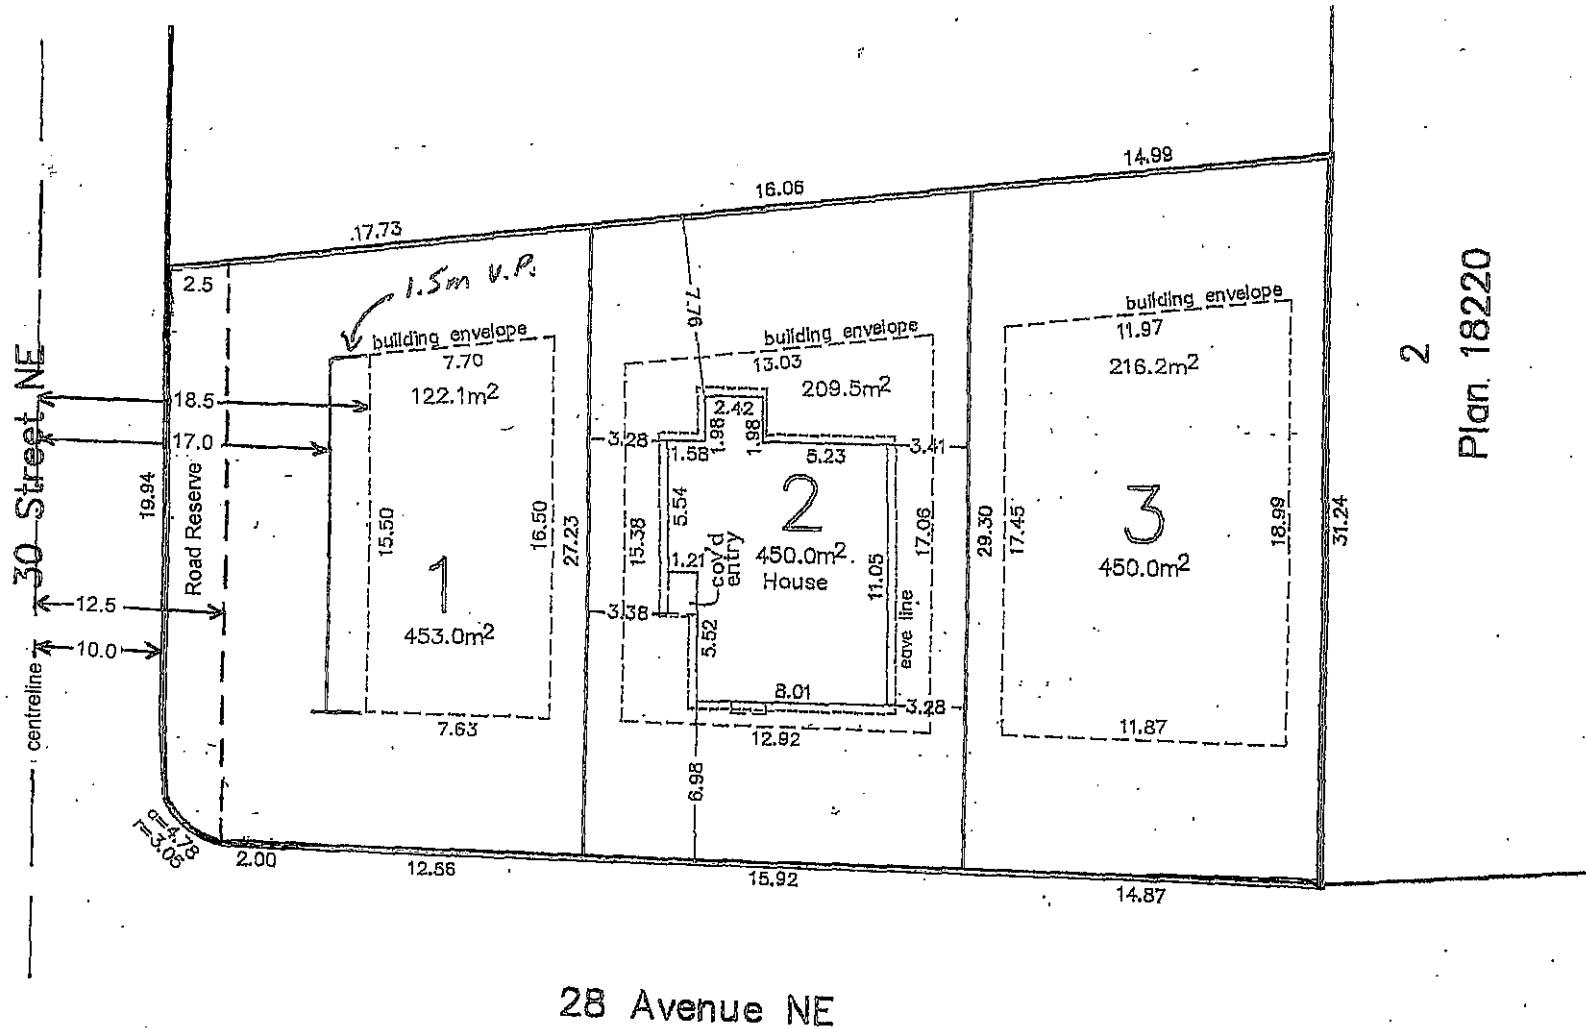 14.99
16.06
17.73
2.5
1.5m V.P.
building envelope
7.70
122.1m²
7.76
building envelope
13.03
209.5m²
building envelope
11.97
216.2m²
2
Plan 18220
30 Street NE
18.5
17.0
19.94
Road Reserve
12.5
10.0
centreline
15.50
16.50
27.23
1
453.0m²
7.63
3.28
1.58
1.98
2.42
1.98
5.23
3.41
15.38
5.54
1.21
cov'd
entry
2
450.0m²
House
11.05
17.06
eave line
3.38
5.52
8.01
3.28
12.92
6.98
29.30
17.45
3
450.0m²
18.99
31.24
11.87
a=4.78
r=3.05
2.00
15.92
14.87
28 Avenue NE